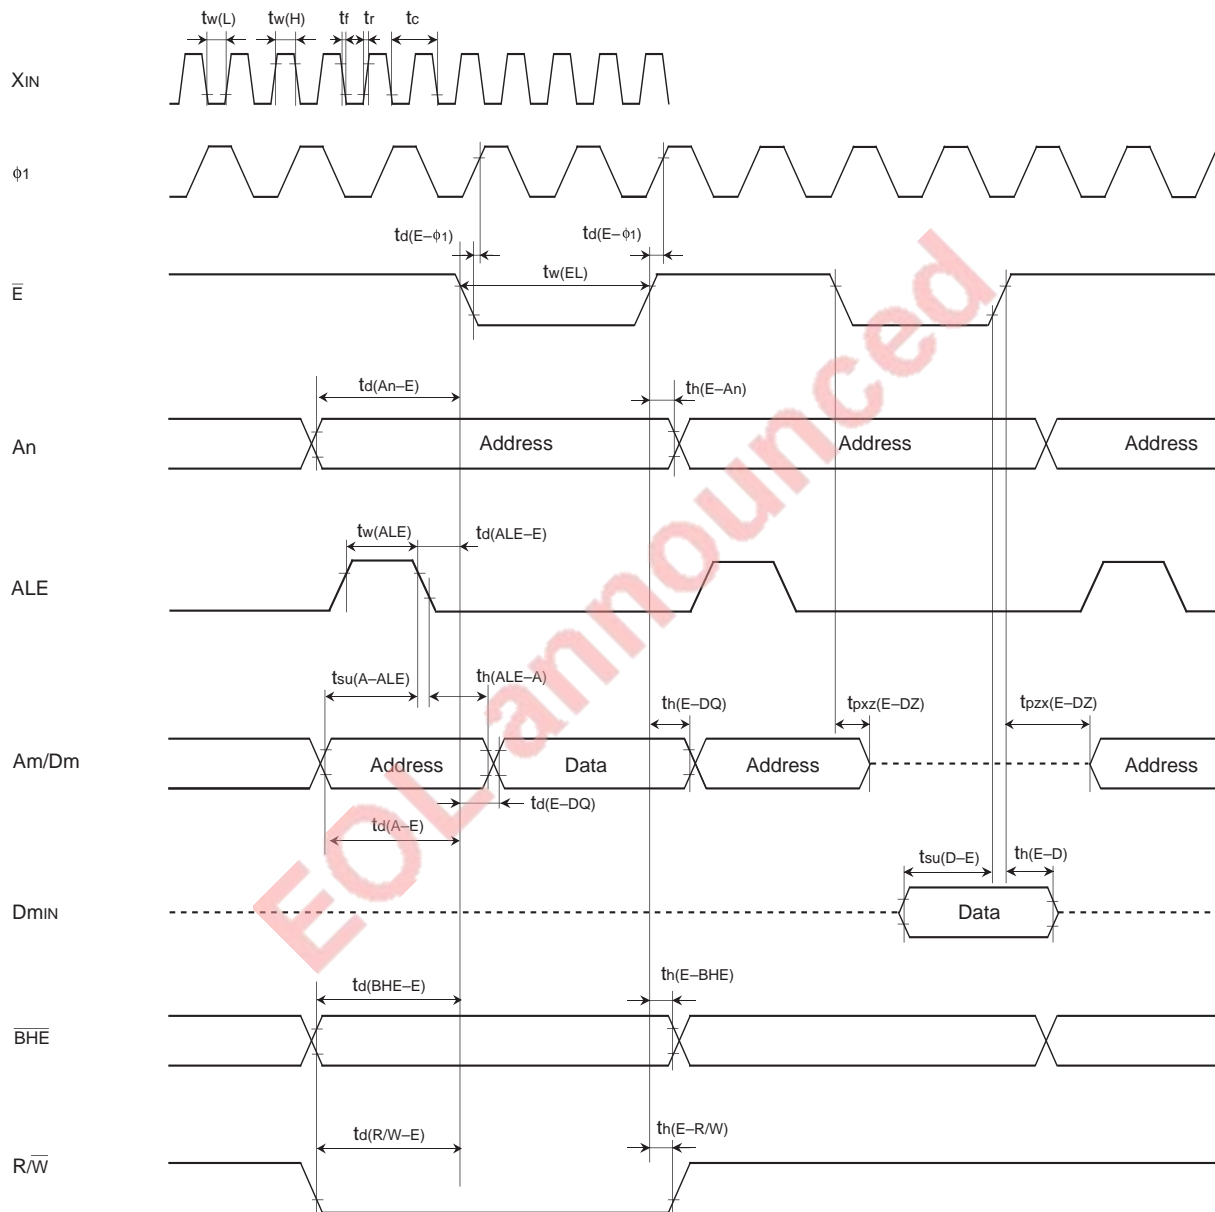 tw(L) tw(H) tf tr tc
XIN
ϕ1
td(E–ϕ1) td(E–ϕ1)
tw(EL)
E̅
td(An–E) th(E–An)
An Address Address Address
tw(ALE) td(ALE–E)
ALE
tsu(A–ALE) th(ALE–A) th(E–DQ) tpxz(E–DZ) tpzx(E–DZ)
Am/Dm Address Data Address Address
td(E–DQ)
td(A–E)
tsu(D–E) th(E–D)
DmIN Data
td(BHE–E) th(E–BHE)
B̅H̅E̅
td(R/W–E) th(E–R/W)
R/W̅
EOL announced